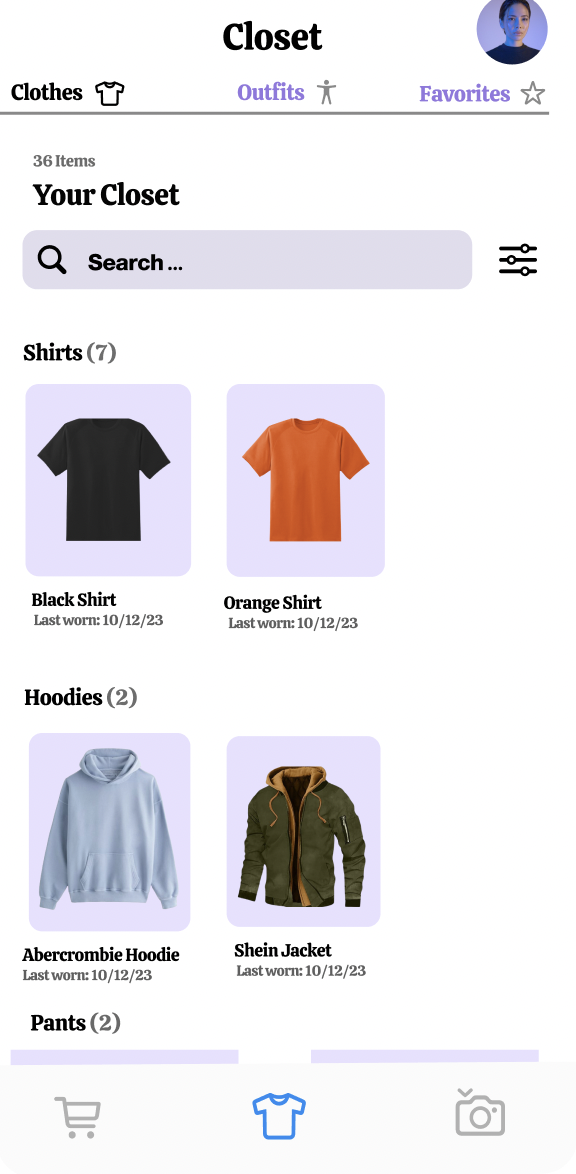 Closet
Clothes Outfits Favorites
36 Items
Your Closet
Search ...
Shirts (7)
Black Shirt Orange Shirt
Last worn: 10/12/23 Last worn: 10/12/23
Hoodies (2)
Abercrombie Hoodie Shein Jacket
Last worn: 10/12/23 Last worn: 10/12/23
Pants (2)